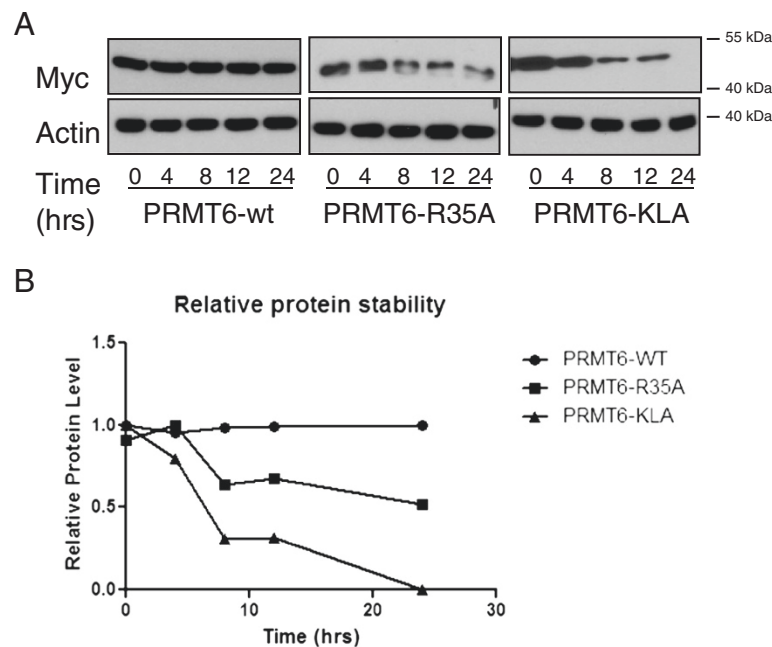 A
Myc
55 kDa
40 kDa
Actin
40 kDa
Time (hrs)
0 4 8 12 24
0 4 8 12 24
0 4 8 12 24
PRMT6-wt
PRMT6-R35A
PRMT6-KLA
B
Relative protein stability
PRMT6-WT
PRMT6-R35A
PRMT6-KLA
Relative Protein Level
1.5
1.0
0.5
0.0
0 10 20 30
Time (hrs)